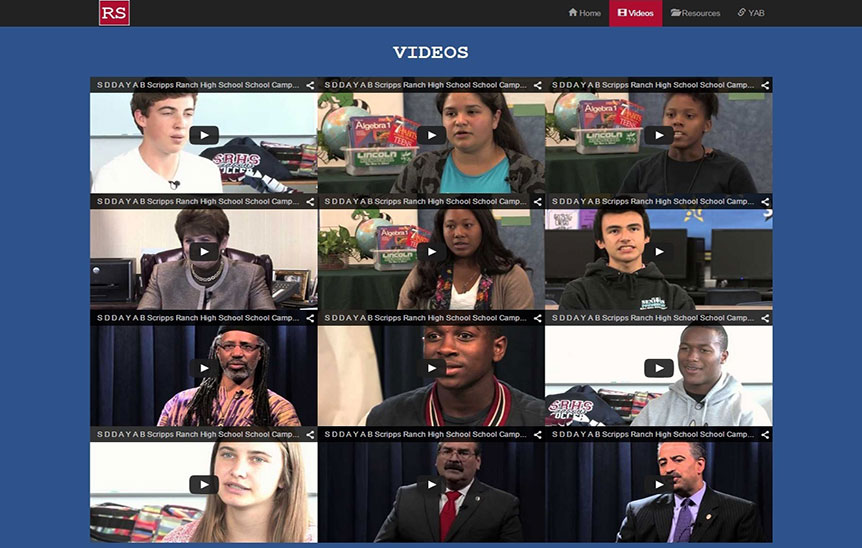 RS
Home Videos Resources YAB
VIDEOS
S D D A Y A B Scripps Ranch High School School Camp... S D D A Y A B Scripps Ranch High School School Camp... S D D A Y A B Scripps Ranch High School School Camp...
Algebra 1
TEENS
LINCOLN
Algebra 1
TEENS
LINCOLN
SRHS
SOCCER
S D D A Y A B Scripps Ranch High School School Camp... S D D A Y A B Scripps Ranch High School School Camp... S D D A Y A B Scripps Ranch High School School Camp...
Algebra 1
LINCOLN
S D D A Y A B Scripps Ranch High School School Camp... S D D A Y A B Scripps Ranch High School School Camp... S D D A Y A B Scripps Ranch High School School Camp...
SRHS
SOCCER
S D D A Y A B Scripps Ranch High School School Camp... S D D A Y A B Scripps Ranch High School School Camp... S D D A Y A B Scripps Ranch High School School Camp...